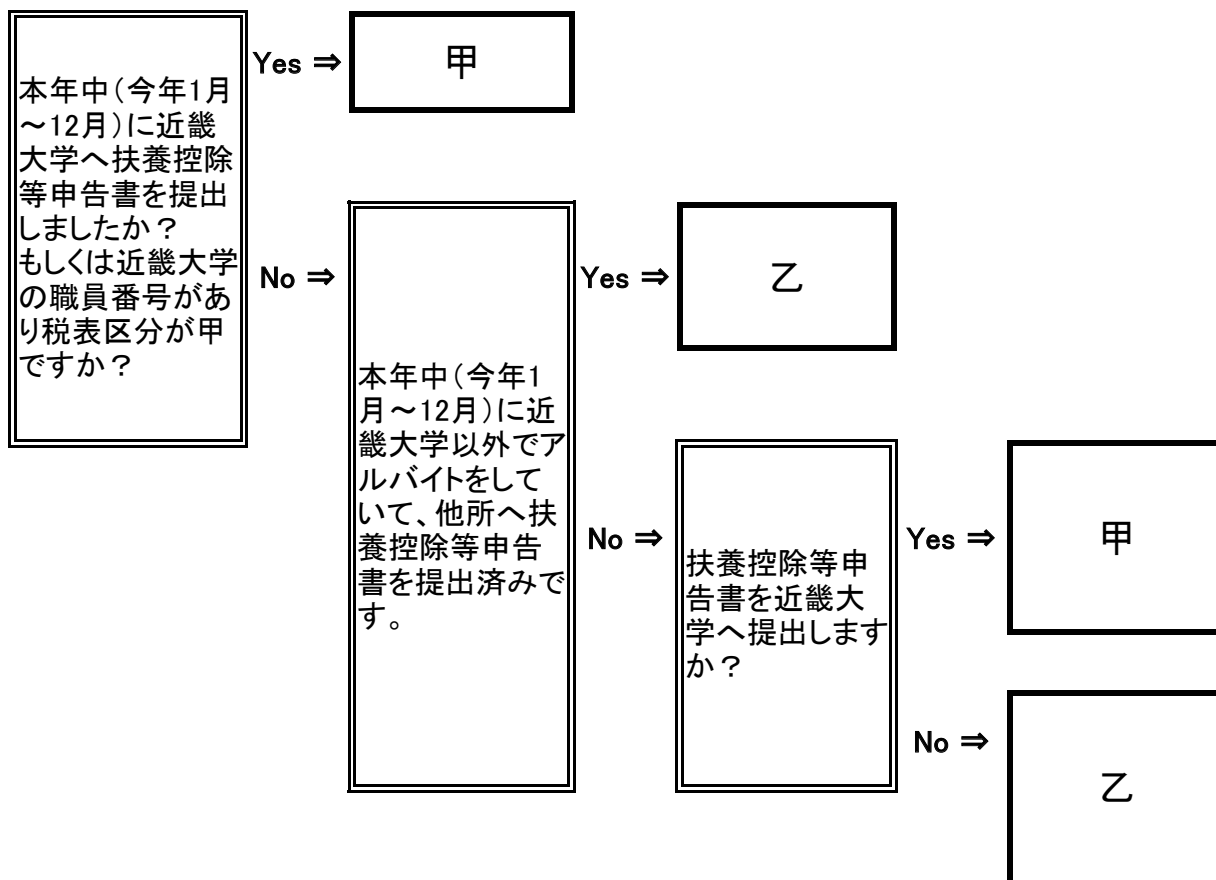 本年中（今年1月
～12月）に近畿
大学へ扶養控除
等申告書を提出
しましたか？
もしくは近畿大学
の職員番号があ
り税表区分が甲
ですか？
Yes ⇒
甲
No ⇒
本年中（今年1
月～12月）に近
畿大学以外でア
ルバイトをして
いて、他所へ扶
養控除等申告
書を提出済みで
す。
Yes ⇒
乙
No ⇒
扶養控除等申
告書を近畿大
学へ提出します
か？
Yes ⇒
甲
No ⇒
乙